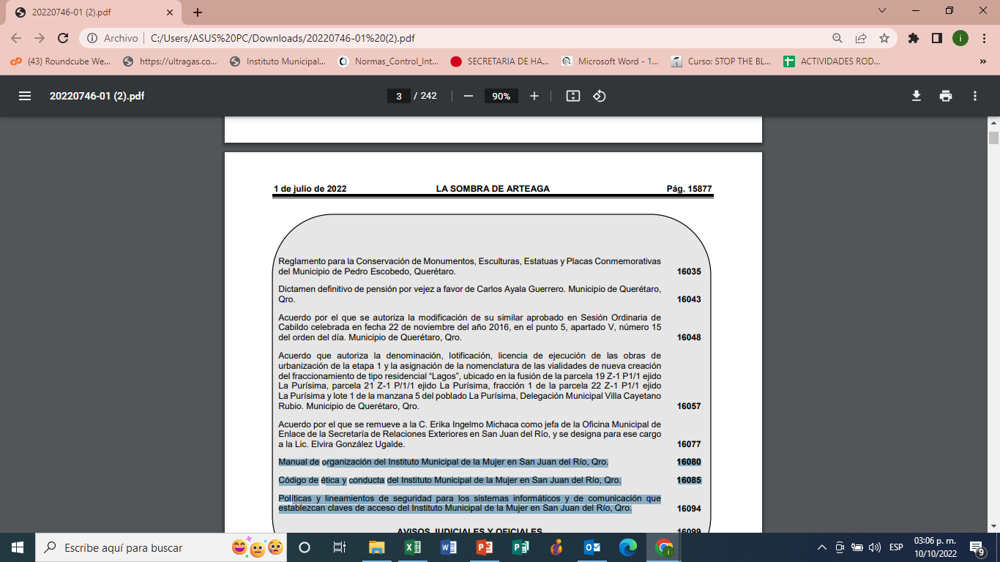 20220746-01 (2).pdf
Archivo
C:/Users/ASUS%20PC/Downloads/20220746-01%20(2).pdf
i
(43) Roundcube We...
https://ultragas.co...
Instituto Municipal...
Normas_Control_Int...
SECRETARIA DE HA...
Microsoft Word - 1...
Curso: STOP THE BL...
ACTIVIDADES ROD...
»
20220746-01 (2).pdf
3 / 242
90%
1 de julio de 2022 LA SOMBRA DE ARTEAGA Pág. 15877
Reglamento para la Conservación de Monumentos, Esculturas, Estatuas y Placas Conmemorativas
del Municipio de Pedro Escobedo, Querétaro. 16035
Dictamen definitivo de pensión por vejez a favor de Carlos Ayala Guerrero. Municipio de Querétaro,
Qro. 16043
Acuerdo por el que se autoriza la modificación de su similar aprobado en Sesión Ordinaria de
Cabildo celebrada en fecha 22 de noviembre del año 2016, en el punto 5, apartado V, número 15
del orden del día. Municipio de Querétaro, Qro. 16048
Acuerdo que autoriza la denominación, lotificación, licencia de ejecución de las obras de
urbanización de la etapa 1 y la asignación de la nomenclatura de las vialidades de nueva creación
del fraccionamiento de tipo residencial “Lagos”, ubicado en la fusión de la parcela 19 Z-1 P1/1 ejido
La Purísima, parcela 21 Z-1 P/1/1 ejido La Purísima, fracción 1 de la parcela 22 Z-1 P1/1 ejido
La Purísima y lote 1 de la manzana 5 del poblado La Purísima, Delegación Municipal Villa Cayetano
Rubio. Municipio de Querétaro, Qro. 16057
Acuerdo por el que se remueve a la C. Erika Ingelmo Michaca como jefa de la Oficina Municipal de
Enlace de la Secretaría de Relaciones Exteriores en San Juan del Río, y se designa para ese cargo
a la Lic. Elvira González Ugalde. 16077
Manual de organización del Instituto Municipal de la Mujer en San Juan del Río, Qro. 16080
Código de ética y conducta del Instituto Municipal de la Mujer en San Juan del Río, Qro. 16085
Políticas y lineamientos de seguridad para los sistemas informáticos y de comunicación que
establezcan claves de acceso del Instituto Municipal de la Mujer en San Juan del Río, Qro. 16094
AVISOS JUDICIALES Y OFICIALES 16099
Escribe aquí para buscar
ESP
03:06 p. m.
10/10/2022
9